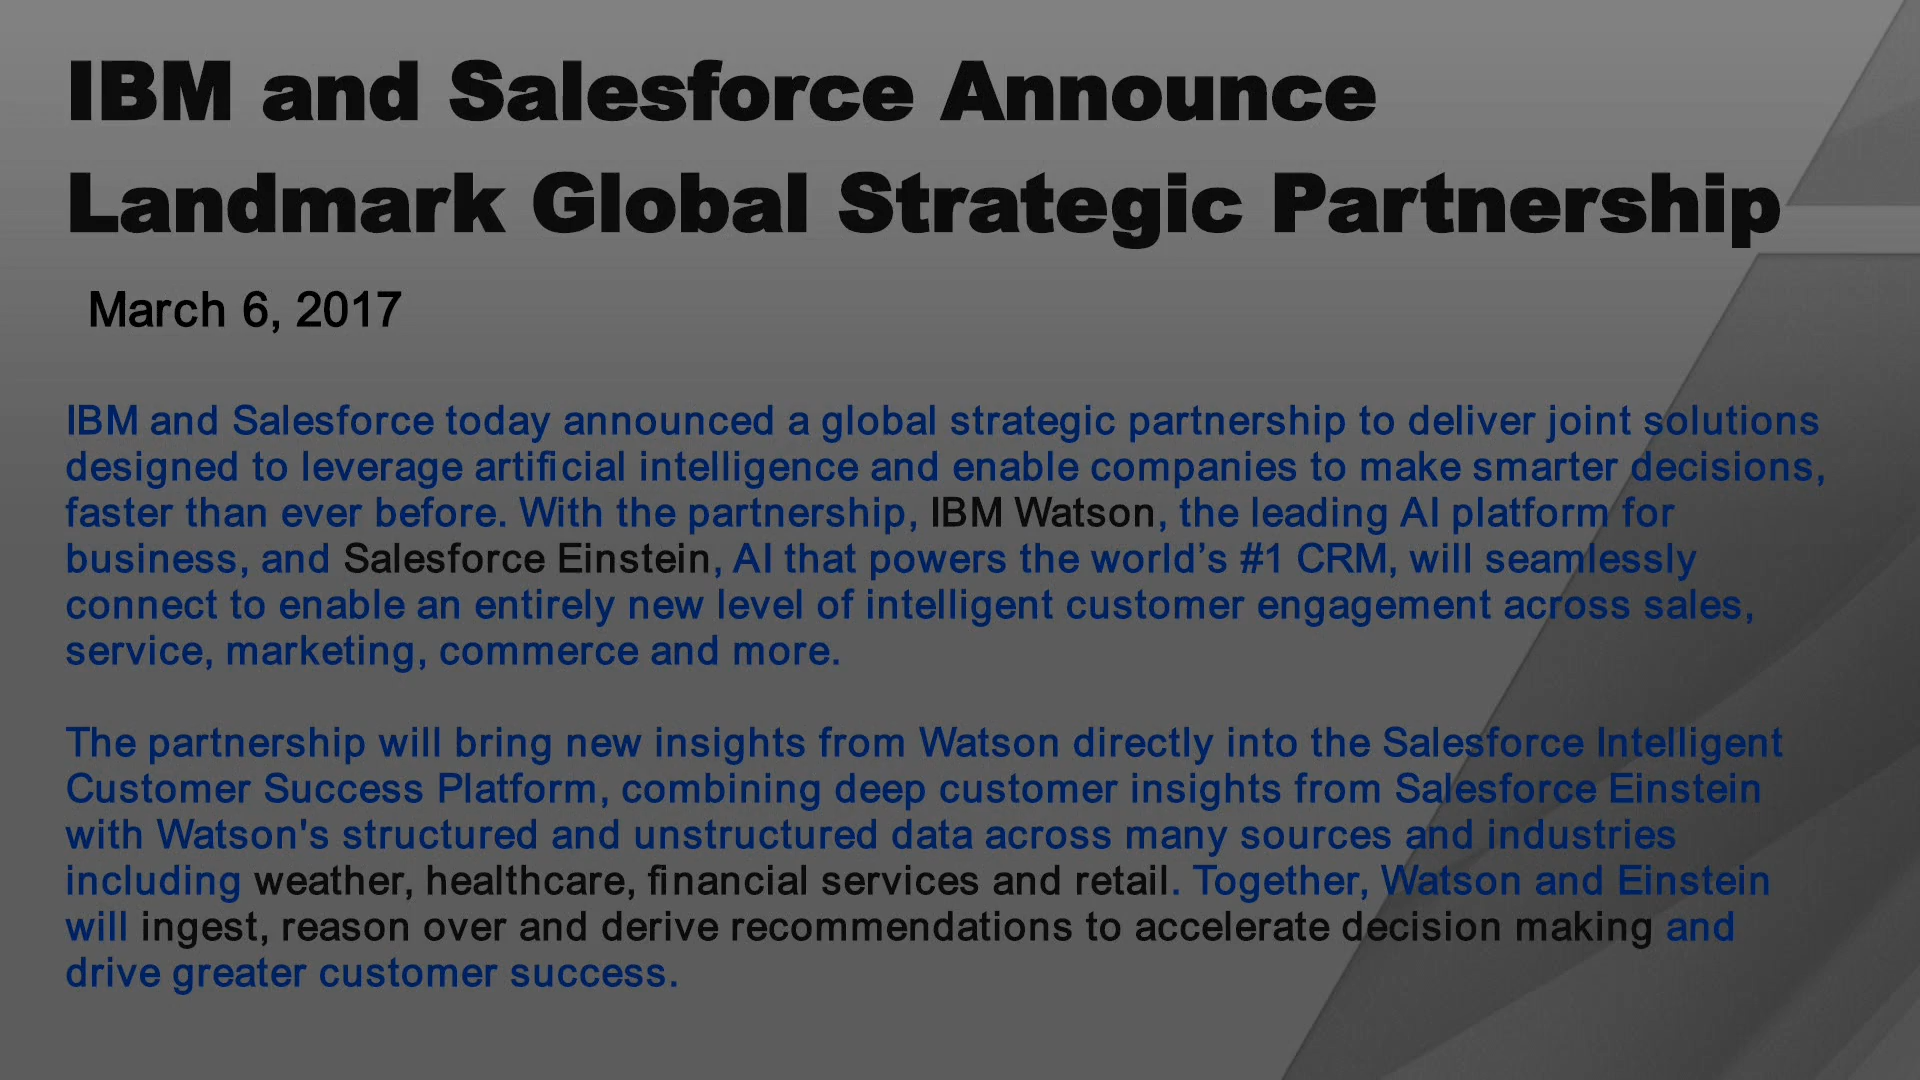 IBM and Salesforce Announce
Landmark Global Strategic Partnership
March 6, 2017
IBM and Salesforce today announced a global strategic partnership to deliver joint solutions
designed to leverage artificial intelligence and enable companies to make smarter decisions,
faster than ever before. With the partnership, IBM Watson, the leading AI platform for
business, and Salesforce Einstein, AI that powers the world’s #1 CRM, will seamlessly
connect to enable an entirely new level of intelligent customer engagement across sales,
service, marketing, commerce and more.
The partnership will bring new insights from Watson directly into the Salesforce Intelligent
Customer Success Platform, combining deep customer insights from Salesforce Einstein
with Watson's structured and unstructured data across many sources and industries
including weather, healthcare, financial services and retail. Together, Watson and Einstein
will ingest, reason over and derive recommendations to accelerate decision making and
drive greater customer success.